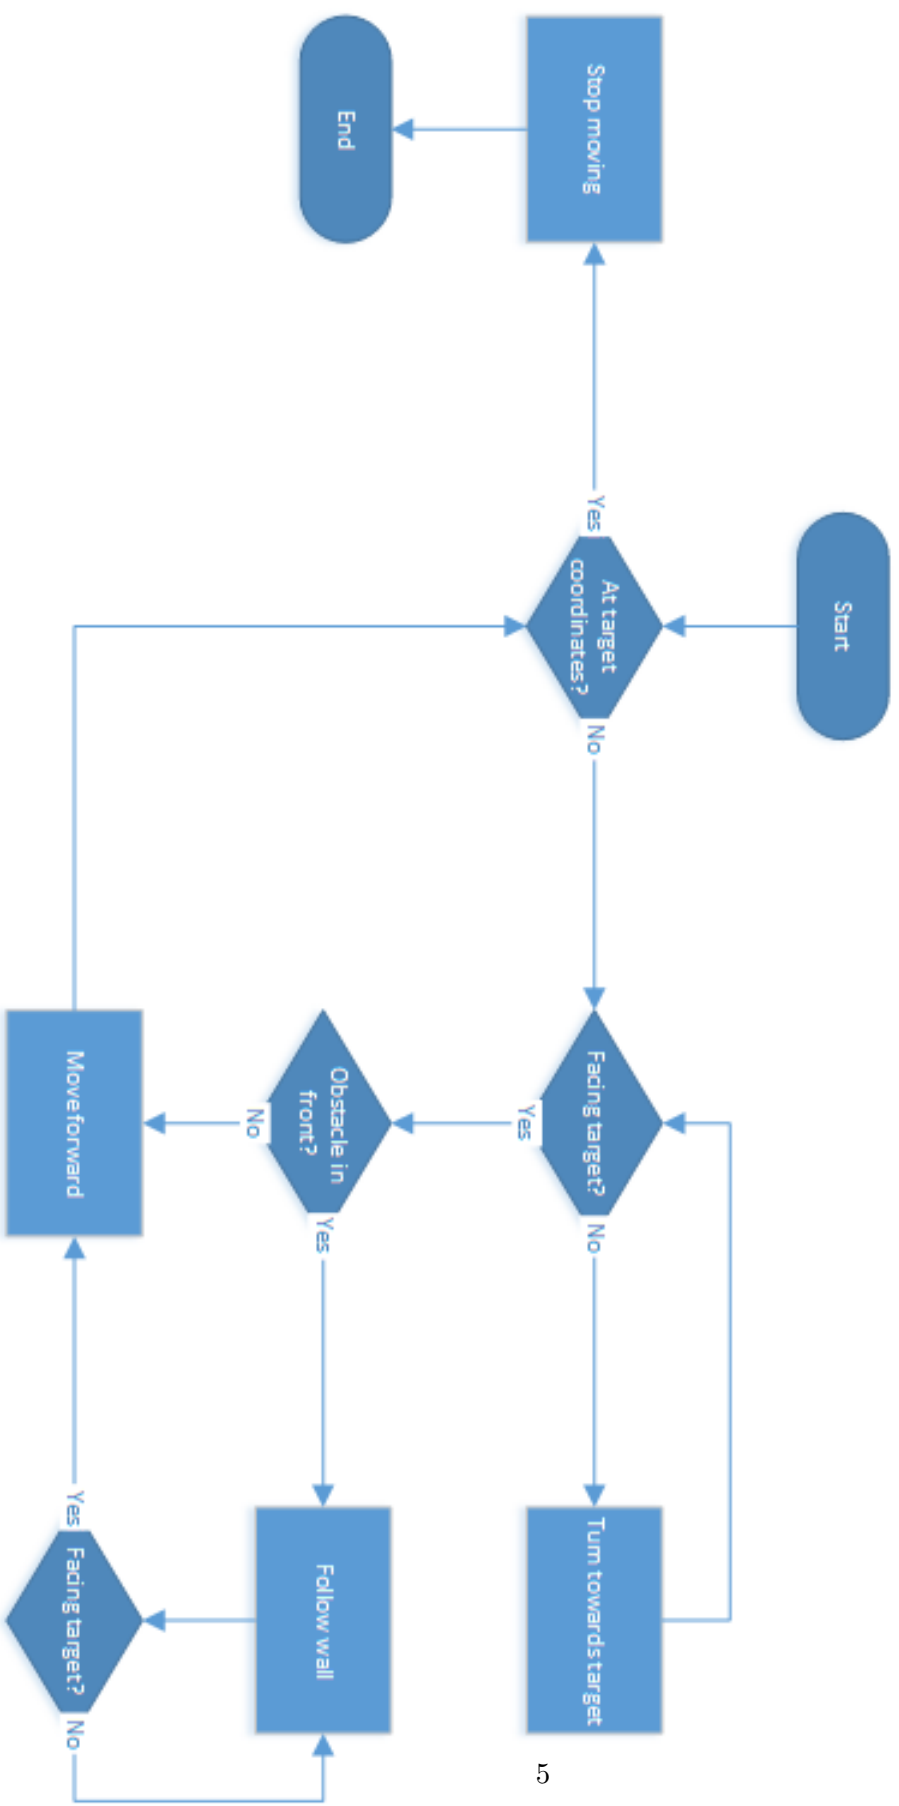 Start
Stop moving
Yes
At target
coordinates?
No
Facing target?
No
Turn towards target
Yes
End
Obstacle in
front?
Yes
Follow wall
No
Move forward
Yes
Facing target?
No
5